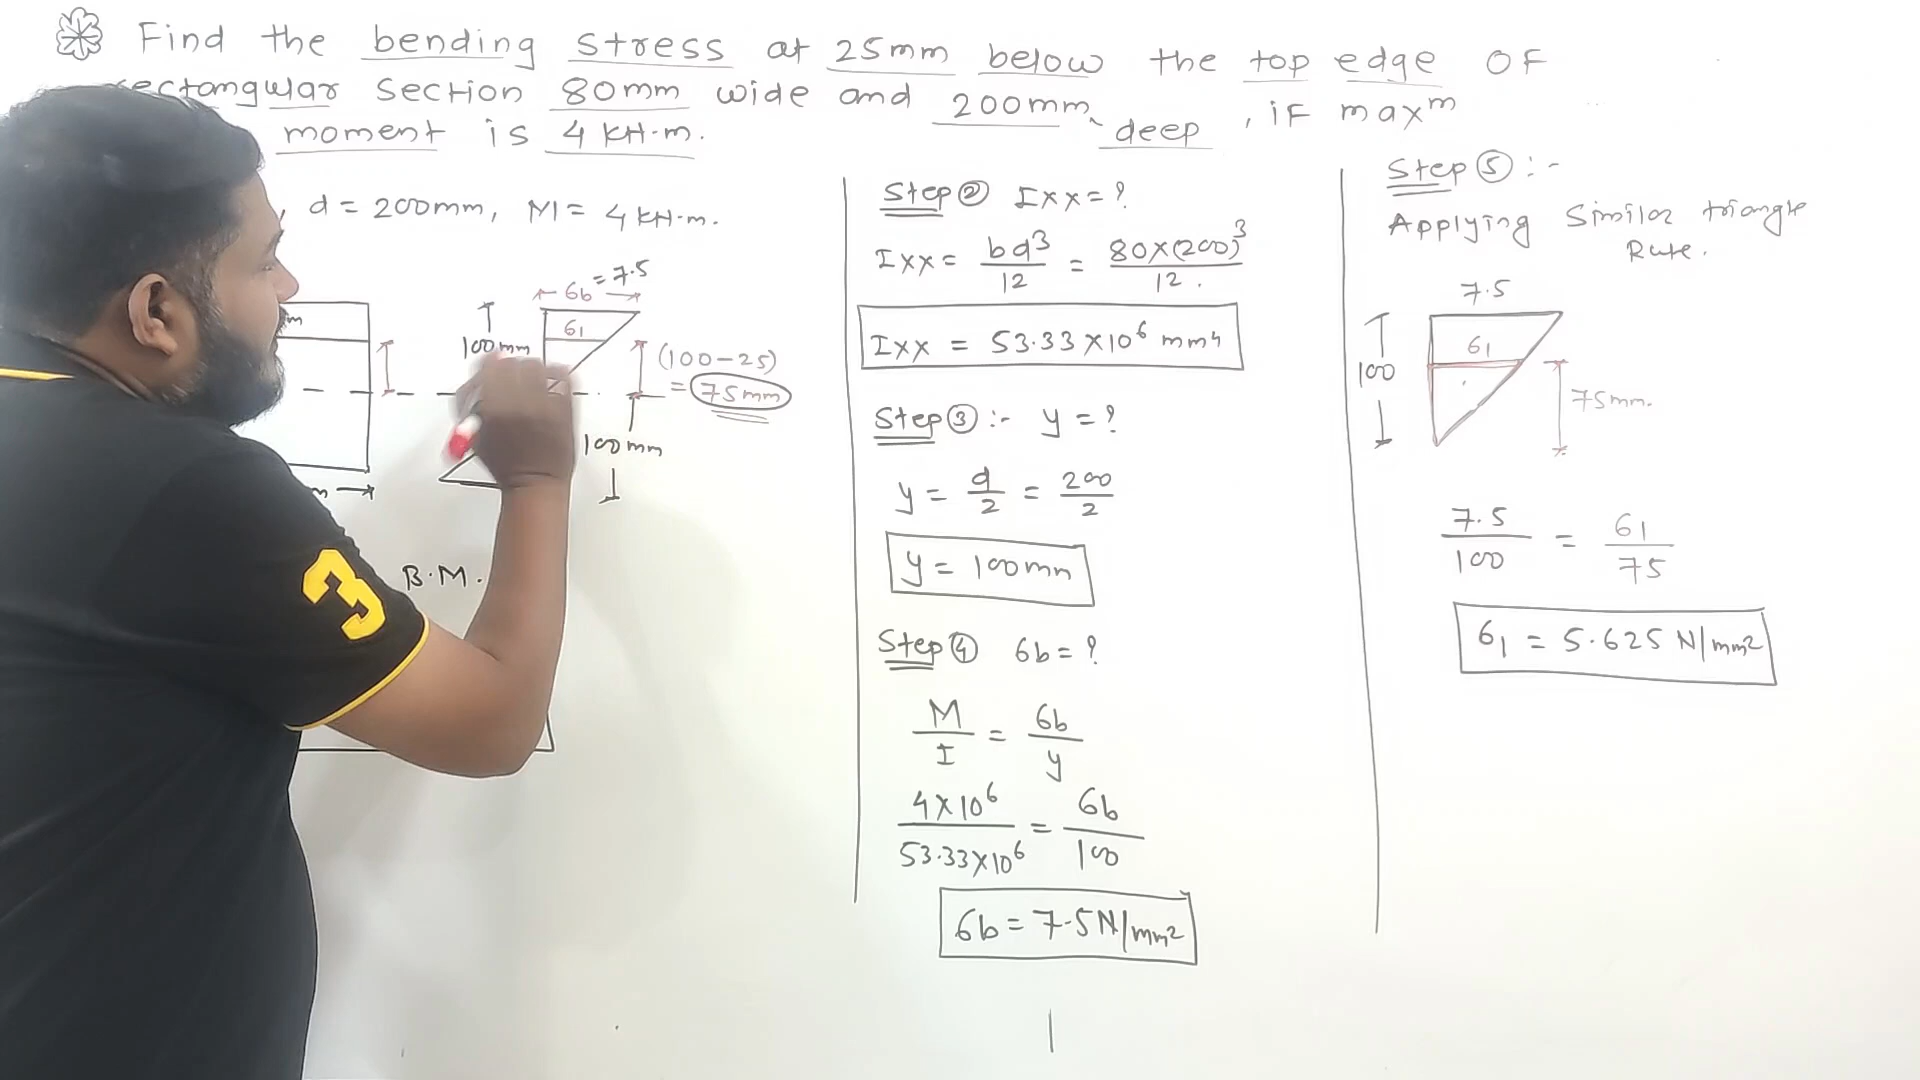 Find the bending stress at 25mm below the top edge OF
rectangular section 80mm wide and 200mm deep, if maxᵐ
moment is 4 kN-m.
, d = 200mm, M = 4 kN-m.
6b = 7.5
61
100mm
(100-25)
= 75mm
100mm
m
3
B.M.
Step ② Ixx = ?
Ixx = bd³/12 = 80×(200)³/12.
Ixx = 53.33×10⁶ mm4
Step ③ :- y = ?
y = d/2 = 200/2
y = 100mm
Step ④ 6b = ?
M/I = 6b/y
4×10⁶/53.33×10⁶ = 6b/100
6b = 7.5 N/mm2
Step ⑤ :-
Applying Similar triangle
Rule.
7.5
61
100
75mm.
7.5/100 = 61/75
61 = 5.625 N/mm2